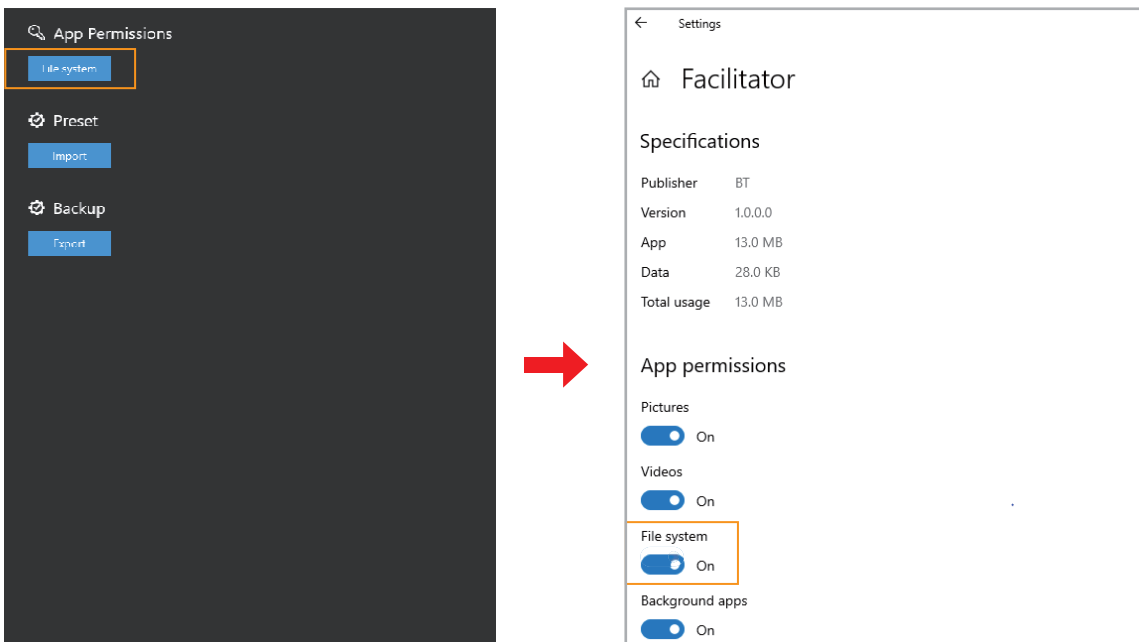 App Permissions
File system
Preset
Import
Backup
Export
Settings
Facilitator
Specifications
Publisher BT
Version 1.0.0.0
App 13.0 MB
Data 28.0 KB
Total usage 13.0 MB
App permissions
Pictures
On
Videos
On
File system
On
Background apps
On